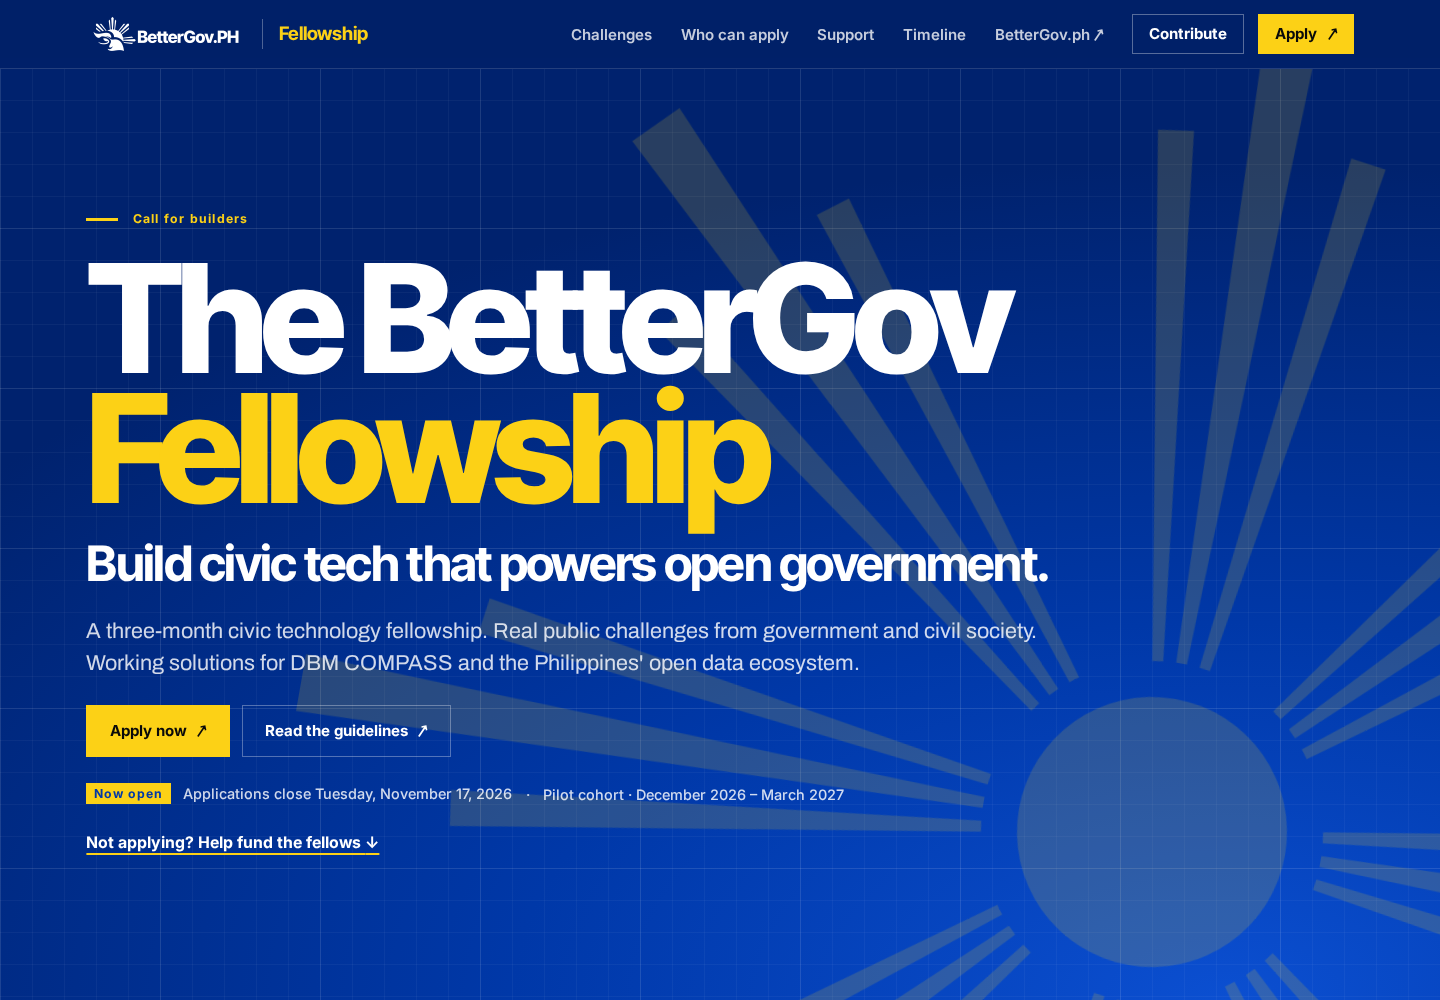 BetterGov.PH
Fellowship
Challenges
Who can apply
Support
Timeline
BetterGov.ph ↗
Contribute
Apply ↗
Call for builders
The BetterGov
Fellowship
Build civic tech that powers open government.
A three-month civic technology fellowship. Real public challenges from government and civil society.
Working solutions for DBM COMPASS and the Philippines' open data ecosystem.
Apply now ↗
Read the guidelines ↗
Now open
Applications close Tuesday, November 17, 2026 · Pilot cohort · December 2026 – March 2027
Not applying? Help fund the fellows ↓